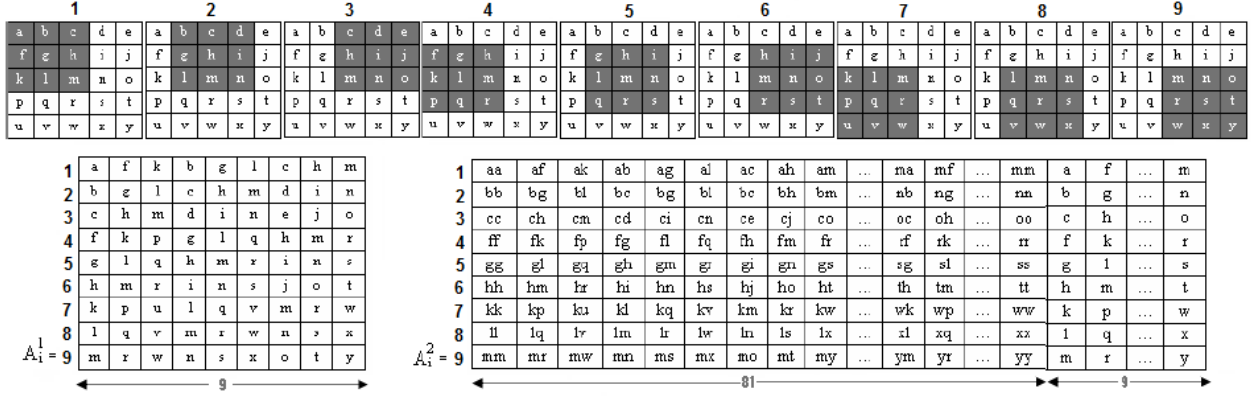 1 2 3 4 5 6 7 8 9
a b c d e a b c d e a b c d e a b c d e a b c d e a b c d e a b c d e a b c d e a b c d e
f g h i j f g h i j f g h i j f g h i j f g h i j f g h i j f g h i j f g h i j f g h i j
k l m n o k l m n o k l m n o k l m n o k l m n o k l m n o k l m n o k l m n o k l m n o
p q r s t p q r s t p q r s t p q r s t p q r s t p q r s t p q r s t p q r s t p q r s t
u v w x y u v w x y u v w x y u v w x y u v w x y u v w x y u v w x y u v w x y u v w x y
1 a f k b g l c h m
2 b g l c h m d i n
3 c h m d i n e j o
4 f k p g l q h m r
5 g l q h m r i n s
6 h m r i n s j o t
7 k p u l q v m r w
8 l q v m r w n s x
A_i^1 = 9 m r w n s x o t y
9
1 aa af ak ab ag al ac ah am ... ma mf ... mm a f ... m
2 bb bg bl bc bg bl bc bh bm ... nb ng ... nn b g ... n
3 cc ch cm cd ci cn ce cj co ... oc oh ... oo c h ... o
4 ff fk fp fg fl fq fh fm fr ... rf rk ... rr f k ... r
5 gg gl gq gh gm gr gi gn gs ... sg sl ... ss g l ... s
6 hh hm hr hi hn hs hj ho ht ... th tm ... tt h m ... t
7 kk kp ku kl kq kv km kr kw ... wk wp ... ww k p ... w
8 ll lq lv lm lr lw ln ls lx ... xl xq ... xx l q ... x
A_i^2 = 9 mm mr mw mn ms mx mo mt my ... ym yr ... yy m r ... y
81 9